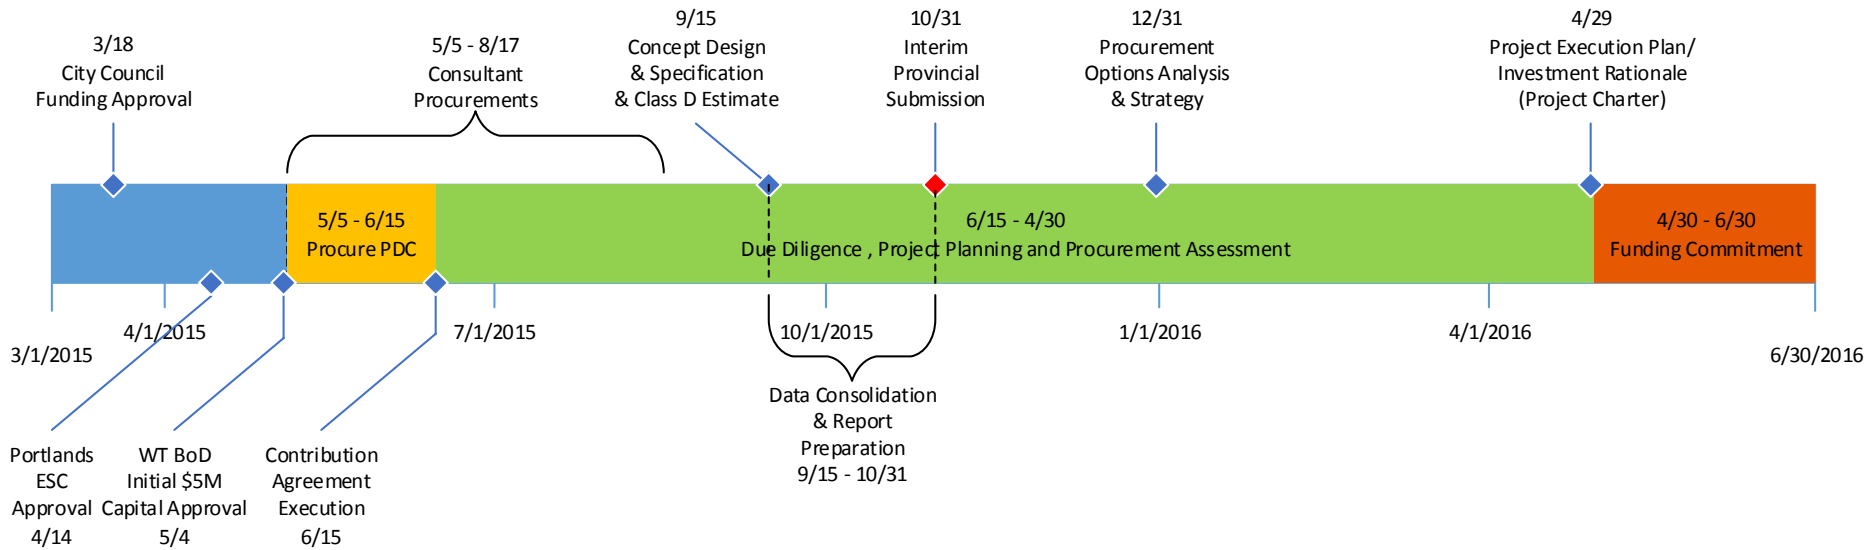 3/18
City Council
Funding Approval
5/5 - 8/17
Consultant
Procurements
9/15
Concept Design
& Specification
& Class D Estimate
10/31
Interim
Provincial
Submission
12/31
Procurement
Options Analysis
& Strategy
4/29
Project Execution Plan/
Investment Rationale
(Project Charter)
5/5 - 6/15
Procure PDC
6/15 - 4/30
Due Diligence , Project Planning and Procurement Assessment
4/30 - 6/30
Funding Commitment
3/1/2015
4/1/2015
7/1/2015
10/1/2015
1/1/2016
4/1/2016
6/30/2016
Data Consolidation
& Report
Preparation
9/15 - 10/31
Portlands
ESC
Approval
4/14
WT BoD
Initial $5M
Capital Approval
5/4
Contribution
Agreement
Execution
6/15